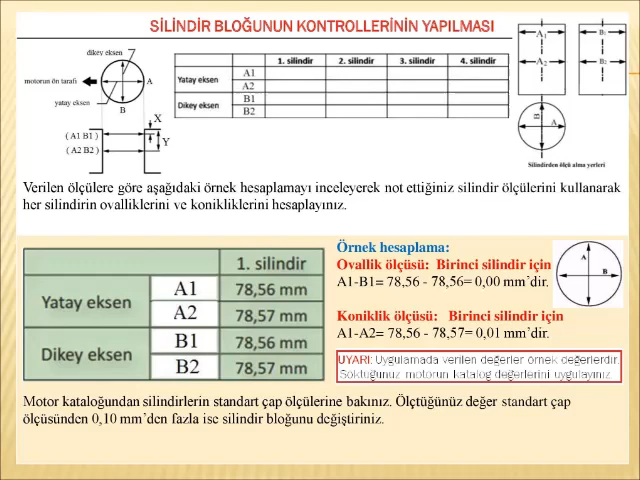 SİLİNDİR BLOĞUNUN KONTROLLERİNİN YAPILMASI
dikey eksen
motorun ön tarafi
A
yatay eksen
B
X
( A1 B1 )
Y
( A2 B2 )
1. silindir 2. silindir 3. silindir 4. silindir
Yatay eksen A1
A2
Dikey eksen B1
B2
A1 B1
A2 B2
B
A
Silindirden ölçü alma yerleri
Verilen ölçülere göre aşağıdaki örnek hesaplamayı inceleyerek not ettiğiniz silindir ölçülerini kullanarak
her silindirin ovalliklerini ve konikliklerini hesaplayınız.
1. silindir
Yatay eksen A1 78,56 mm
A2 78,57 mm
Dikey eksen B1 78,56 mm
B2 78,57 mm
Örnek hesaplama:
Ovallik ölçüsü: Birinci silindir için
A1-B1= 78,56 - 78,56= 0,00 mm’dir.
A
B
Koniklik ölçüsü: Birinci silindir için
A1-A2= 78,56 - 78,57= 0,01 mm’dir.
UYARI: Uygulamada verilen değerler örnek değerlerdir.
Söktüğünüz motorun katalog değerlerini uygulayınız.
Motor kataloğundan silindirlerin standart çap ölçülerine bakınız. Ölçtüğünüz değer standart çap
ölçüsünden 0,10 mm’den fazla ise silindir bloğunu değiştiriniz.